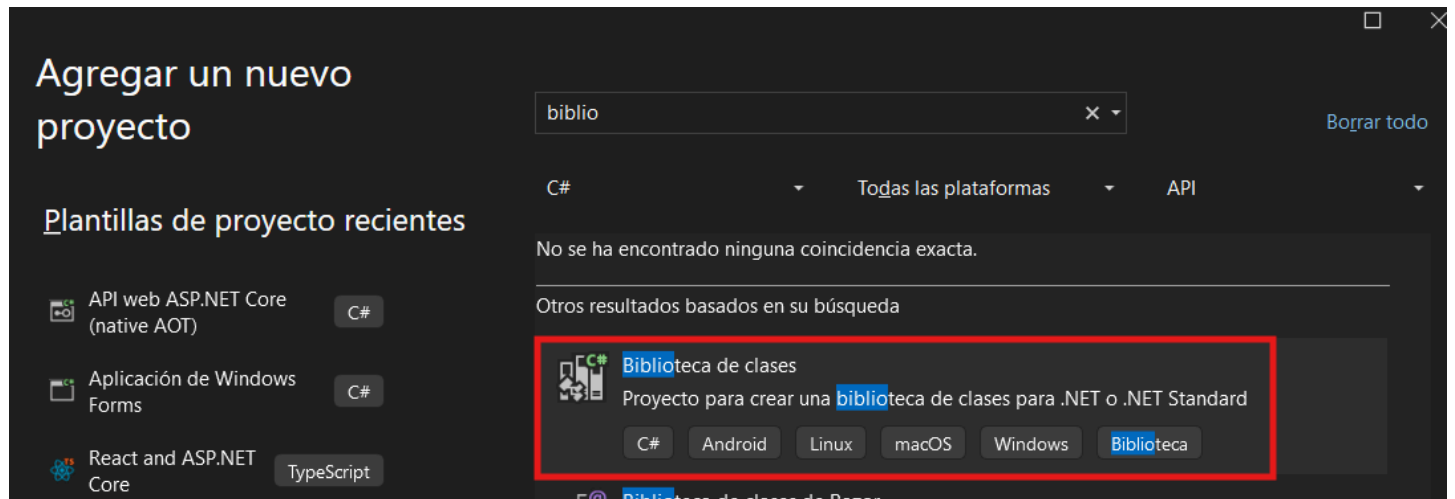 Agregar un nuevo
proyecto
biblio
Borrar todo
C#
Todas las plataformas
API
Plantillas de proyecto recientes
No se ha encontrado ninguna coincidencia exacta.
Otros resultados basados en su búsqueda
API web ASP.NET Core
(native AOT)
C#
Aplicación de Windows
Forms
C#
React and ASP.NET
Core
TypeScript
Biblioteca de clases
Proyecto para crear una biblioteca de clases para .NET o .NET Standard
C# Android Linux macOS Windows Biblioteca